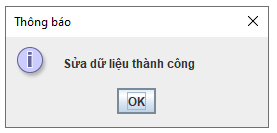 Thông báo
Sửa dữ liệu thành công
OK